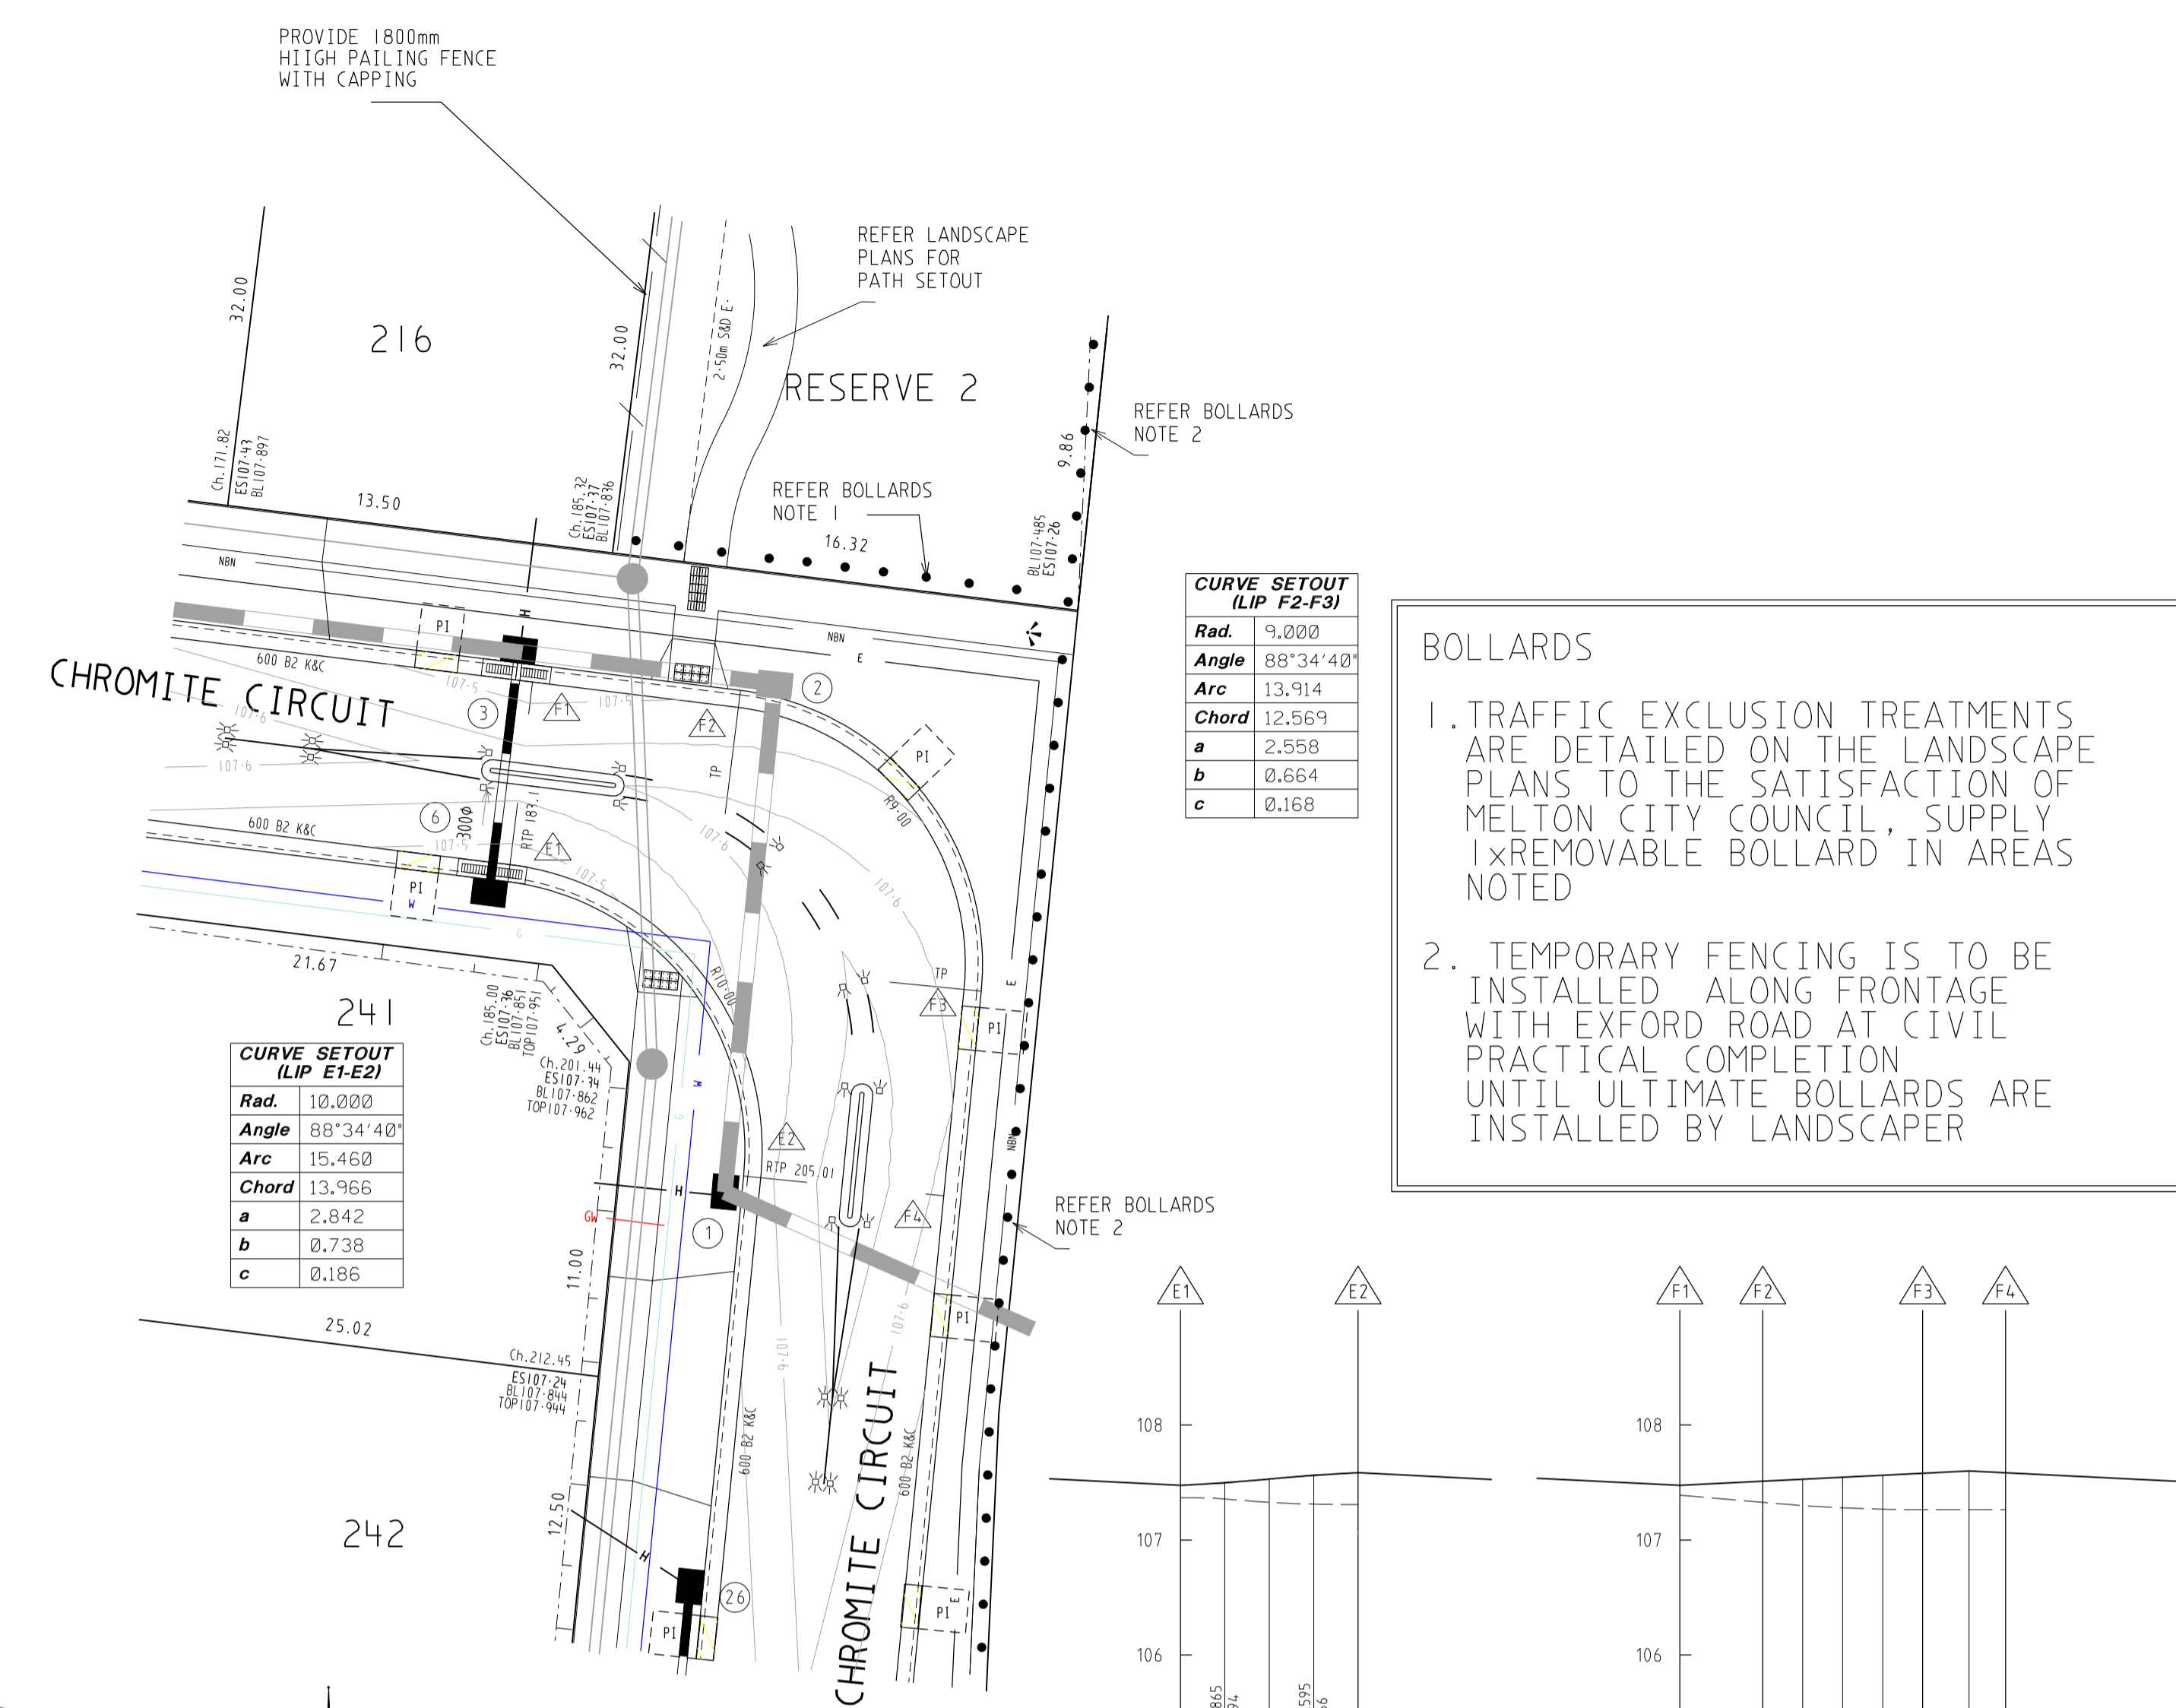 PROVIDE 1800mm
HIIGH PAILING FENCE
WITH CAPPING
REFER LANDSCAPE
PLANS FOR
PATH SETOUT
32.00
216
32.00
2·50m S&D E·
RESERVE 2
REFER BOLLARDS
NOTE 2
9.86
Ch.171.82
ES107·43
BL107·897
13.50
Ch.185.32
ES107·37
BL107·836
REFER BOLLARDS
NOTE 1
16.32
BL107·485
ES107·26
NBN
H
PI
NBN
E
600 B2 K&C
CHROMITE CIRCUIT
107·5
107·5
107·6
107·6
3
F1
F2
2
PI
TP
R9·00
6
300ø
RTP 183.1
E1
600 B2 K&C
107·5
107·5
107·6
107·6
PI
W
G
21.67
241
Ch.185.00
ES107·36
BL107·851
TOP107·951
4.29
Ch.201.44
ES107·34
BL107·862
TOP107·962
R10·00
TP
F3
E
PI
W
G
E2
RTP 205.01
NBN
H
GW
1
F4
11.00
REFER BOLLARDS
NOTE 2
PI
107·6
107·6
25.02
Ch.212.45
ES107·24
BL107·844
TOP107·944
CHROMITE CIRCUIT
600 B2 K&C
600 B2 K&C
12.50
242
H
26
PI
PI
E
CURVE SETOUT
(LIP E1-E2)
Rad. 10.000
Angle 88°34'40"
Arc 15.460
Chord 13.966
a 2.842
b 0.738
c 0.186
CURVE SETOUT
(LIP F2-F3)
Rad. 9.000
Angle 88°34'40"
Arc 13.914
Chord 12.569
a 2.558
b 0.664
c 0.168
BOLLARDS
1.TRAFFIC EXCLUSION TREATMENTS
ARE DETAILED ON THE LANDSCAPE
PLANS TO THE SATISFACTION OF
MELTON CITY COUNCIL, SUPPLY
1xREMOVABLE BOLLARD IN AREAS
NOTED
2. TEMPORARY FENCING IS TO BE
INSTALLED ALONG FRONTAGE
WITH EXFORD ROAD AT CIVIL
PRACTICAL COMPLETION
UNTIL ULTIMATE BOLLARDS ARE
INSTALLED BY LANDSCAPER
E1
E2
108
107
106
F1
F2
F3
F4
108
107
106